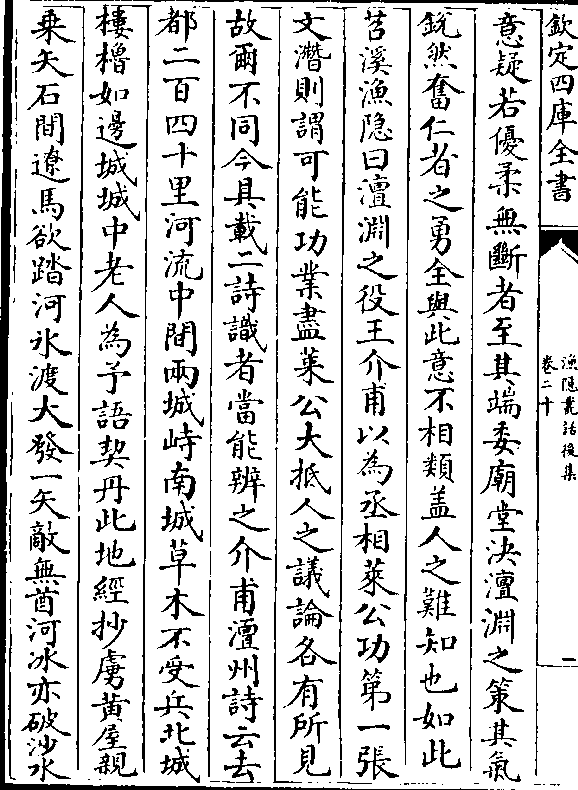 欽定四庫全書
漁隱叢話後集
卷二十
一
意疑若優柔無斷者至其端委廟堂決澶淵之策其氣
銳然奮仁者之勇全與此意不相類盖人之難知也如此
苕溪漁隐曰澶淵之役王介甫以為丞相萊公功第一張
文潛則謂可能功業盡萊公大抵人之議論各有所見
故爾不同今具載二詩識者當能辨之介甫澶州詩云去
都二百四十里河流中間兩城峙南城草木不受兵北城
樓櫓如邊城城中老人為予語契丹此地經抄虜黄屋親
乗矢石間遼馬欲踏河氷渡大發一矢敵無酋河冰亦破沙水